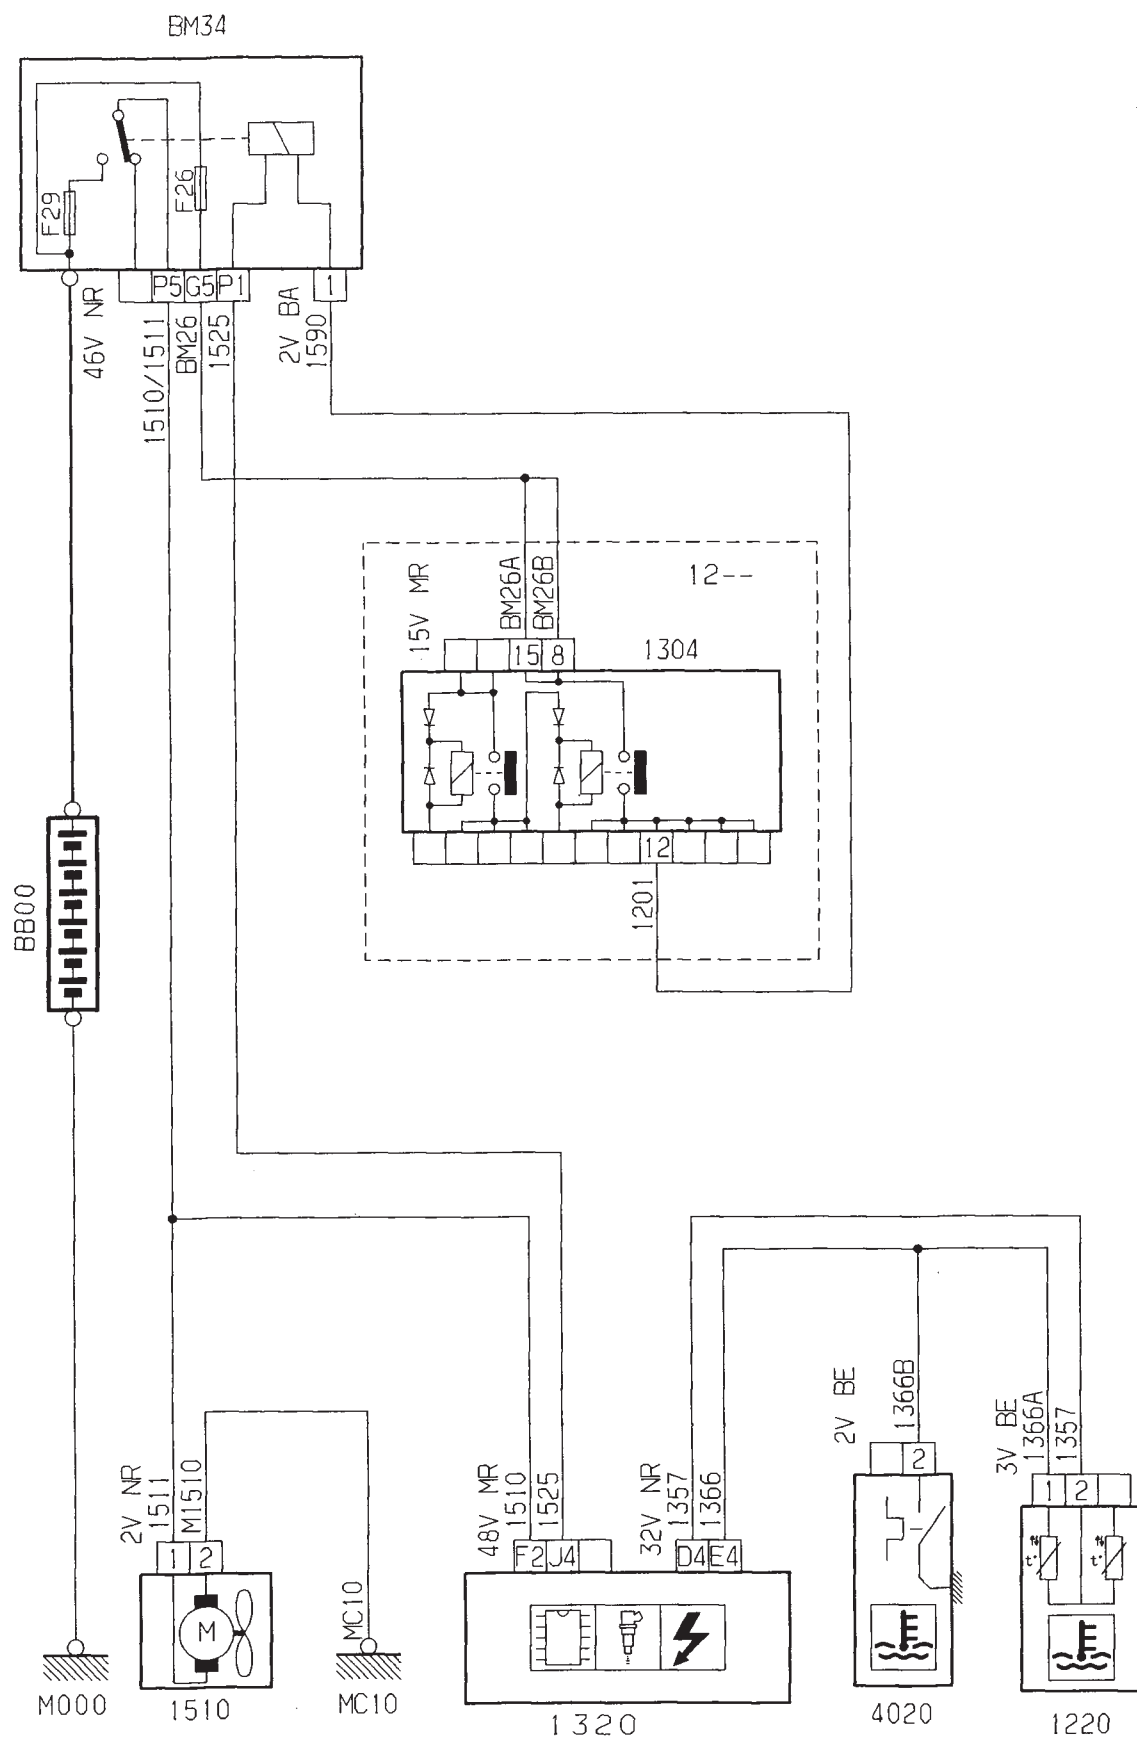 BM34
F29
F26
P5 G5 P1 1
46V NR
1510/1511
BM26
1525
2V BA
1590
12--
15V MR
BM26A
BM26B
15 8
1304
12
1201
BB00
2V NR
1511
M1510
1 2
M
1510
M000
MC10
MC10
48V MR
1510
1525
F2 J4
32V NR
1357
1366
D4 E4
1320
2V BE
1366B
2
4020
3V BE
1366A
1357
1 2
t°
t°
1220